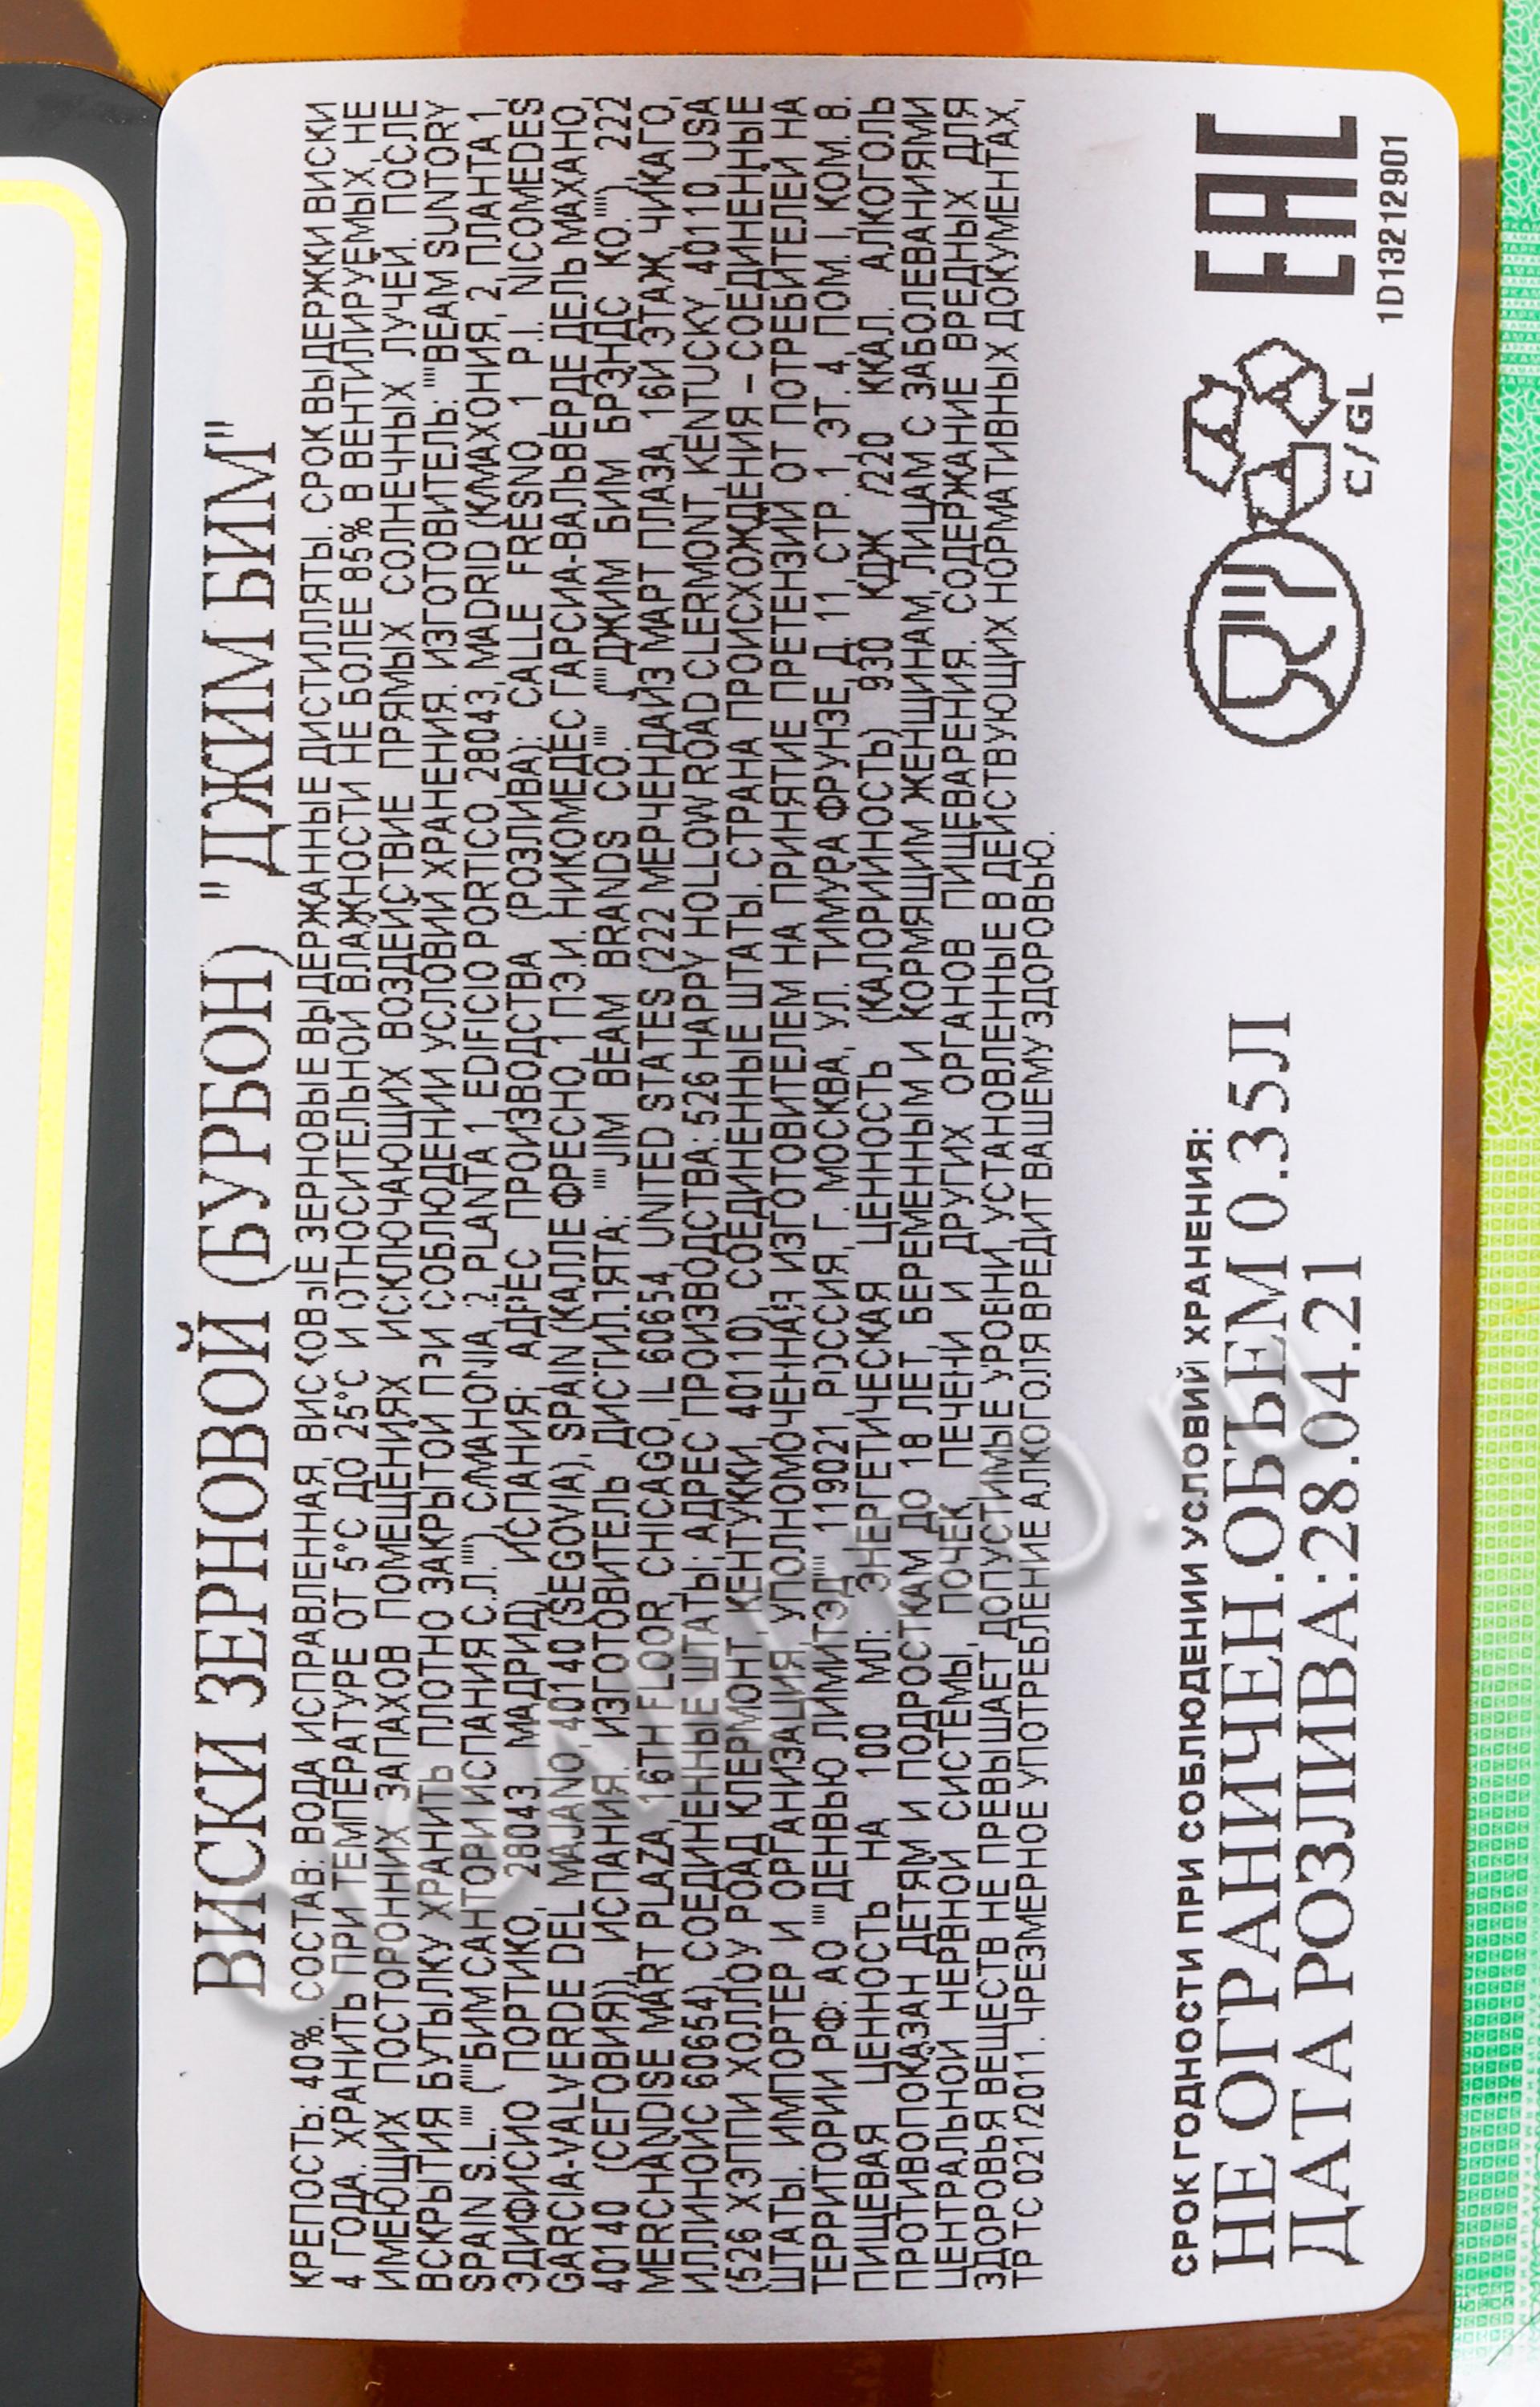 ВИСКИ ЗЕРНОВОЙ (БУРБОН) "ДЖИМ БИМ"
КРЕПОСТЬ: 40%. СОСТАВ: ВОДА ИСПРАВЛЕННАЯ, ВИСКОВЫЕ ЗЕРНОВЫЕ ВЫДЕРЖАННЫЕ ДИСТИЛЛЯТЫ. СРОК ВЫДЕРЖКИ ВИСКИ
4 ГОДА. ХРАНИТЬ ПРИ ТЕМПЕРАТУРЕ ОТ 5°C ДО 25°C И ОТНОСИТЕЛЬНОЙ ВЛАЖНОСТИ НЕ БОЛЕЕ 85% В ВЕНТИЛИРУЕМЫХ, НЕ
ИМЕЮЩИХ ПОСТОРОННИХ ЗАПАХОВ ПОМЕЩЕНИЯХ ИСКЛЮЧАЮЩИХ ВОЗДЕЙСТВИЕ ПРЯМЫХ СОЛНЕЧНЫХ ЛУЧЕЙ. ПОСЛЕ
ВСКРЫТИЯ БУТЫЛКУ ХРАНИТЬ ПЛОТНО ЗАКРЫТОЙ ПРИ СОБЛЮДЕНИИ УСЛОВИЙ ХРАНЕНИЯ. ИЗГОТОВИТЕЛЬ: ""BEAM SUNTORY
SPAIN S.L."" (""БИМ САНТОРИ ИСПАНИЯ С.Л.""), C/MAHONIA, 2 PLANTA 1, EDIFICIO PORTICO, 28043, MADRID (К/МАХОНИЯ, 2, ПЛАНТА 1,
ЭДИФИСИО ПОРТИКО, 28043, МАДРИД), ИСПАНИЯ; АДРЕС ПРОИЗВОДСТВА (РОЗЛИВА): CALLE FRESNO, 1 P.I. NICOMEDES
GARCIA-VALVERDE DEL MAJANO, 40140 (SEGOVIA), SPAIN (КАЛЛЕ ФРЕСНО, 1 П.Э.И. НИКОМЕДЕС ГАРСИА-ВАЛЬВЕРДЕ ДЕЛЬ МАХАНО,
40140 (СЕГОВИЯ)), ИСПАНИЯ. ИЗГОТОВИТЕЛЬ ДИСТИЛЛЯТА: ""JIM BEAM BRANDS CO."" (""ДЖИМ БИМ БРЭНДС КО.""), 222
MERCHANDISE MART PLAZA, 16TH FLOOR, CHICAGO, IL 60654, UNITED STATES (222 МЕРЧЕНДАЙЗ МАРТ ПЛАЗА, 16Й ЭТАЖ, ЧИКАГО,
ИЛЛИНОИС 60654), СОЕДИНЕННЫЕ ШТАТЫ; АДРЕС ПРОИЗВОДСТВА: 526 HAPPY HOLLOW ROAD CLERMONT, KENTUCKY, 40110 USA
(526 ХЭППИ ХОЛЛОУ РОАД КЛЕРМОНТ, КЕНТУККИ, 40110), СОЕДИНЕННЫЕ ШТАТЫ. СТРАНА ПРОИСХОЖДЕНИЯ – СОЕДИНЕННЫЕ
ШТАТЫ. ИМПОРТЕР И ОРГАНИЗАЦИЯ, УПОЛНОМОЧЕННАЯ ИЗГОТОВИТЕЛЕМ НА ПРИНЯТИЕ ПРЕТЕНЗИЙ ОТ ПОТРЕБИТЕЛЕЙ НА
ТЕРРИТОРИИ РФ: АО ""ДЕНВЬЮ ЛИМИТЭД"" 119021, РОССИЯ, Г. МОСКВА, УЛ. ТИМУРА ФРУНЗЕ, Д. 11, СТР. 1, ЭТ. 4, ПОМ. I, КОМ. 8.
ПИЩЕВАЯ ЦЕННОСТЬ НА 100 МЛ: ЭНЕРГЕТИЧЕСКАЯ ЦЕННОСТЬ (КАЛОРИЙНОСТЬ) 930 КДЖ /220 ККАЛ. АЛКОГОЛЬ
ПРОТИВОПОКАЗАН ДЕТЯМ И ПОДРОСТКАМ ДО 18 ЛЕТ, БЕРЕМЕННЫМ И КОРМЯЩИМ ЖЕНЩИНАМ, ЛИЦАМ С ЗАБОЛЕВАНИЯМИ
ЦЕНТРАЛЬНОЙ НЕРВНОЙ СИСТЕМЫ, ПОЧЕК, ПЕЧЕНИ И ДРУГИХ ОРГАНОВ ПИЩЕВАРЕНИЯ. СОДЕРЖАНИЕ ВРЕДНЫХ ДЛЯ
ЗДОРОВЬЯ ВЕЩЕСТВ НЕ ПРЕВЫШАЕТ ДОПУСТИМЫЕ УРОВНИ, УСТАНОВЛЕННЫЕ В ДЕЙСТВУЮЩИХ НОРМАТИВНЫХ ДОКУМЕНТАХ,
ТР ТС 021/2011. ЧРЕЗМЕРНОЕ УПОТРЕБЛЕНИЕ АЛКОГОЛЯ ВРЕДИТ ВАШЕМУ ЗДОРОВЬЮ.
СРОК ГОДНОСТИ ПРИ СОБЛЮДЕНИИ УСЛОВИЙ ХРАНЕНИЯ:
НЕ ОГРАНИЧЕН.ОБЪЕМ 0.35Л
ДАТА РОЗЛИВА:28.04.21
C/GL
EAC
1D13212901